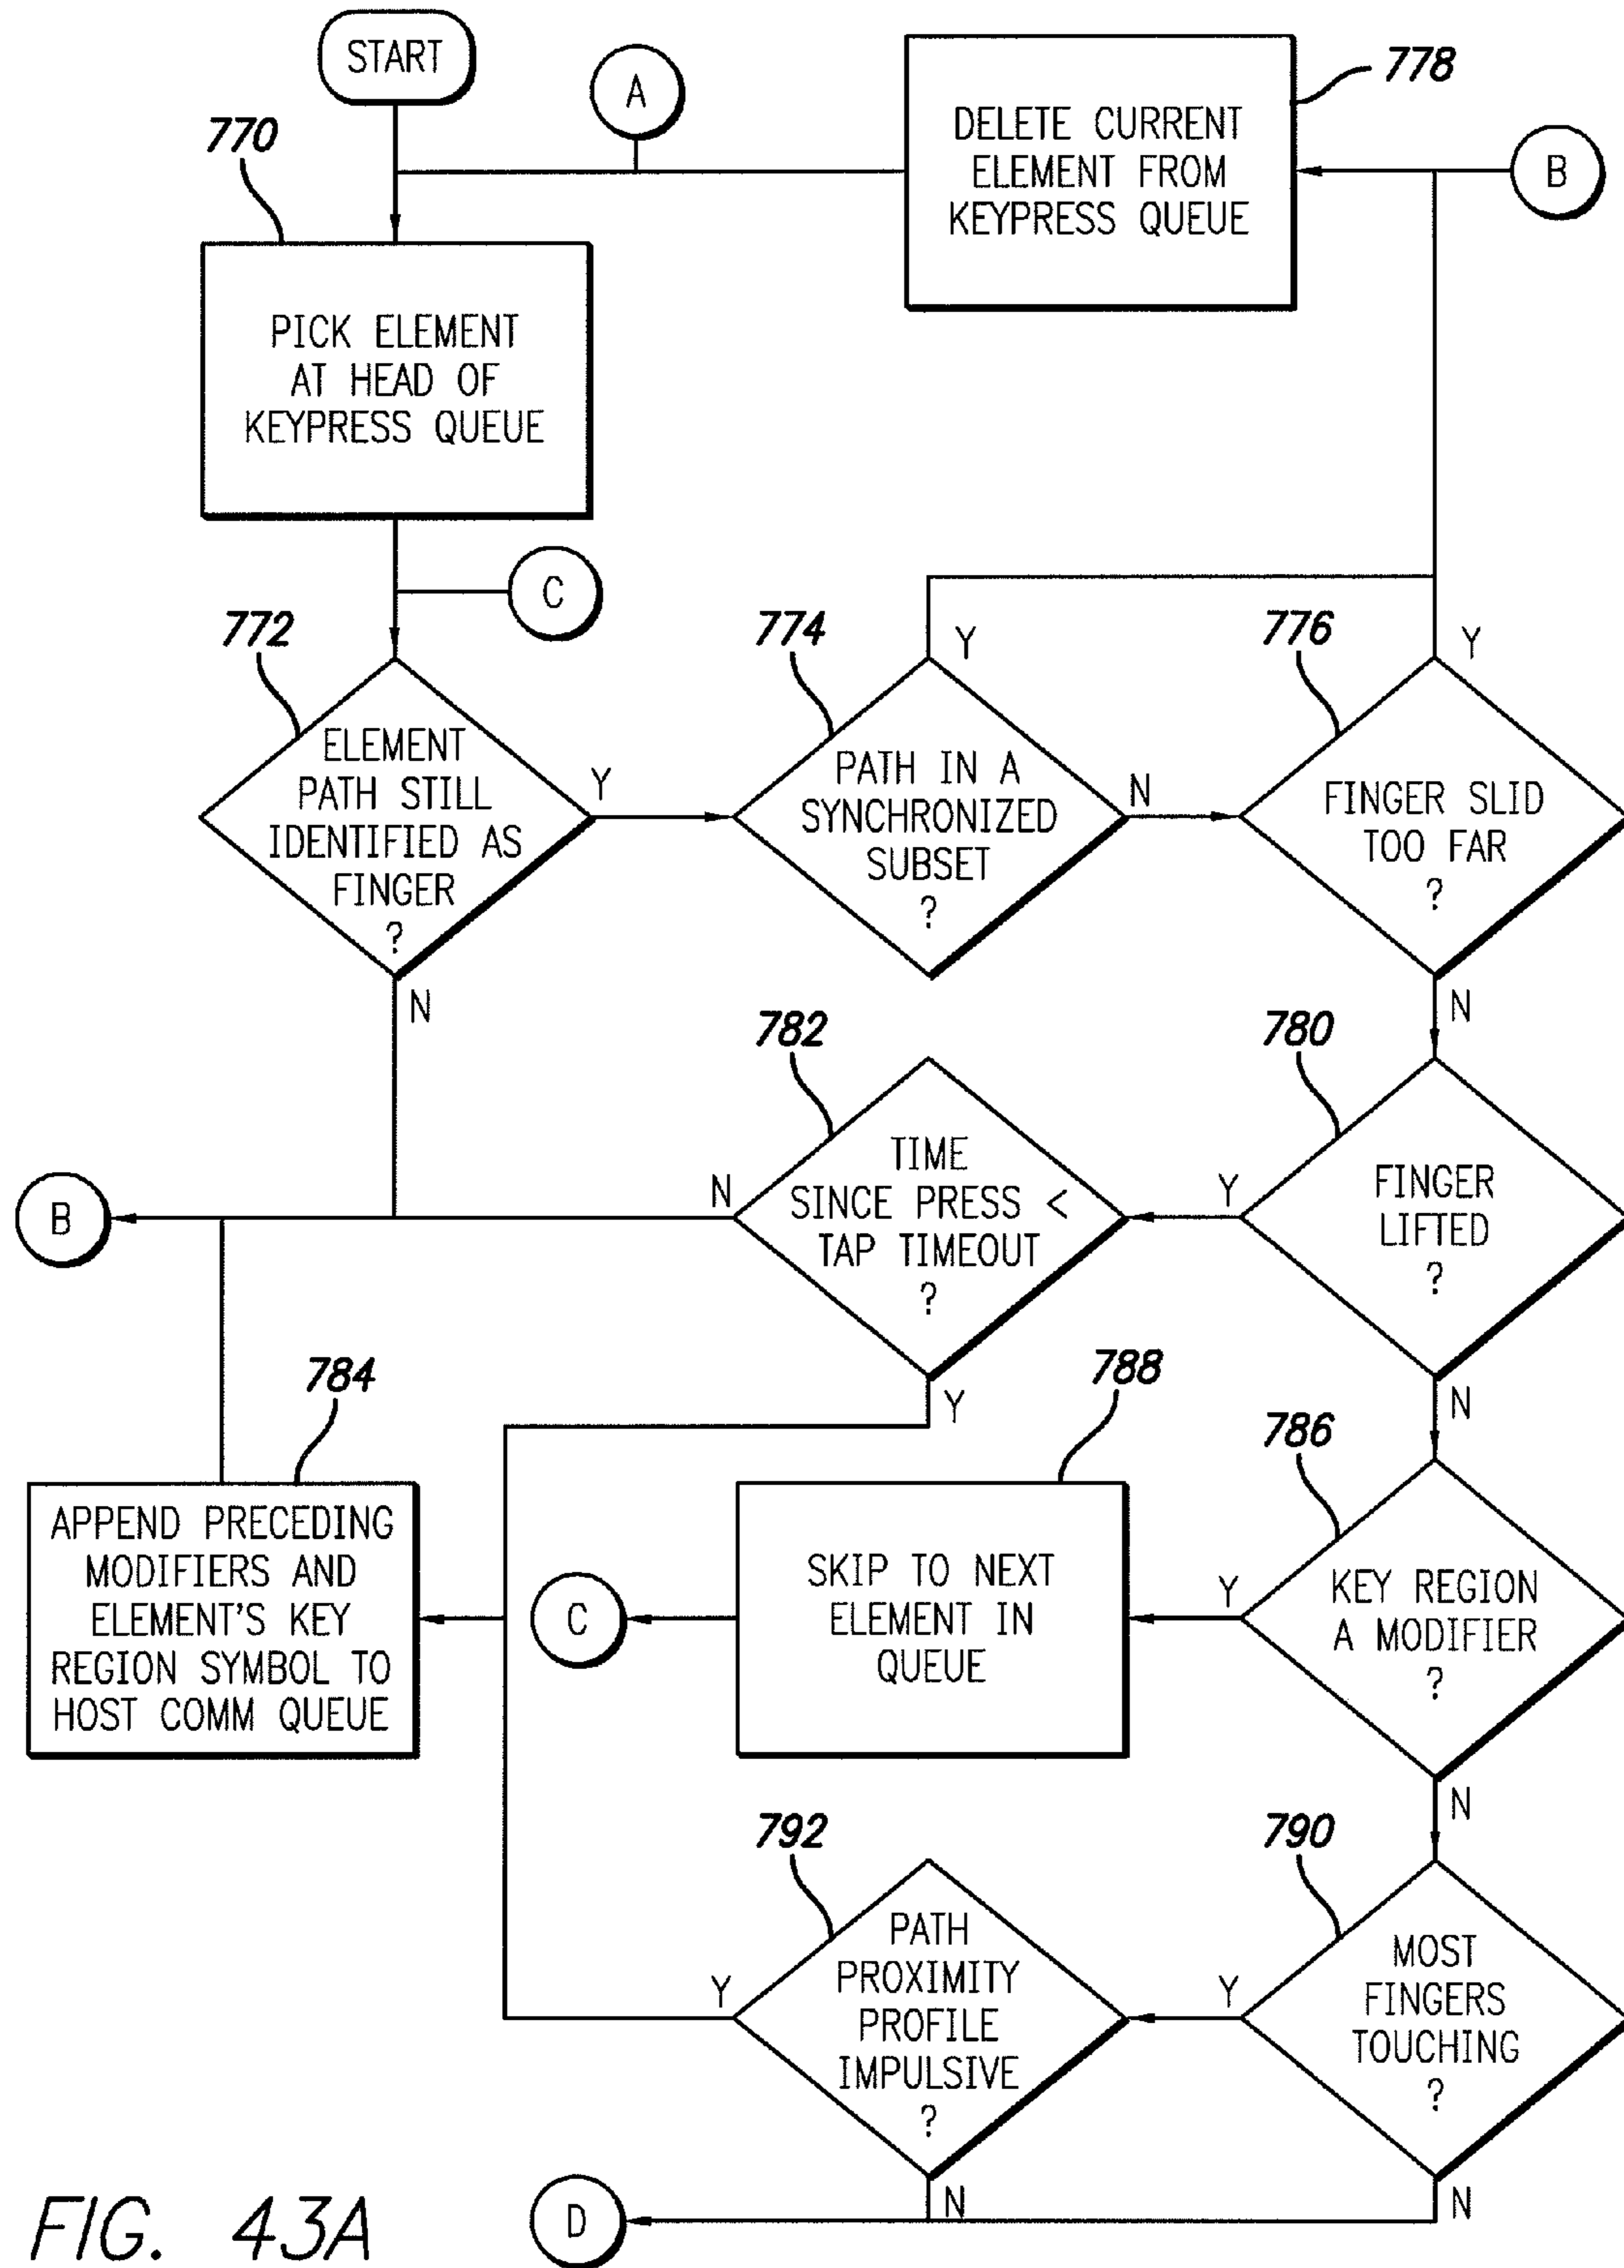 START
A
778
DELETE CURRENT
ELEMENT FROM
KEYPRESS QUEUE
B
770
PICK ELEMENT
AT HEAD OF
KEYPRESS QUEUE
C
772
ELEMENT
PATH STILL
IDENTIFIED AS
FINGER
?
Y
N
774
Y
PATH IN A
SYNCHRONIZED
SUBSET
?
N
776
Y
FINGER SLID
TOO FAR
?
N
782
TIME
SINCE PRESS <
TAP TIMEOUT
?
N
Y
780
FINGER
LIFTED
?
Y
N
B
784
APPEND PRECEDING
MODIFIERS AND
ELEMENT'S KEY
REGION SYMBOL TO
HOST COMM QUEUE
C
788
SKIP TO NEXT
ELEMENT IN
QUEUE
786
KEY REGION
A MODIFIER
?
Y
N
792
PATH
PROXIMITY
PROFILE
IMPULSIVE
?
Y
N
790
MOST
FINGERS
TOUCHING
?
Y
N
D
FIG. 43A